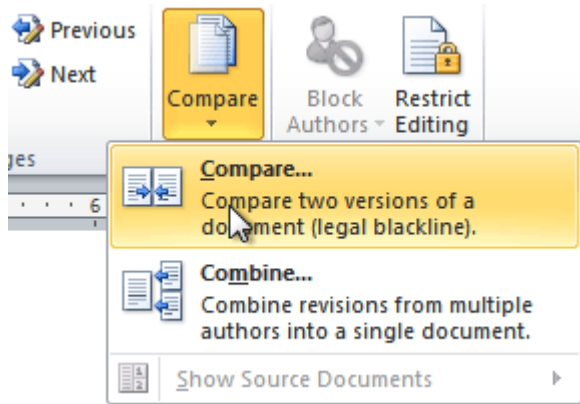 Previous
Next
Compare
Block
Authors
Restrict
Editing
ges
6
Compare...
Compare two versions of a
document (legal blackline).
Combine...
Combine revisions from multiple
authors into a single document.
Show Source Documents